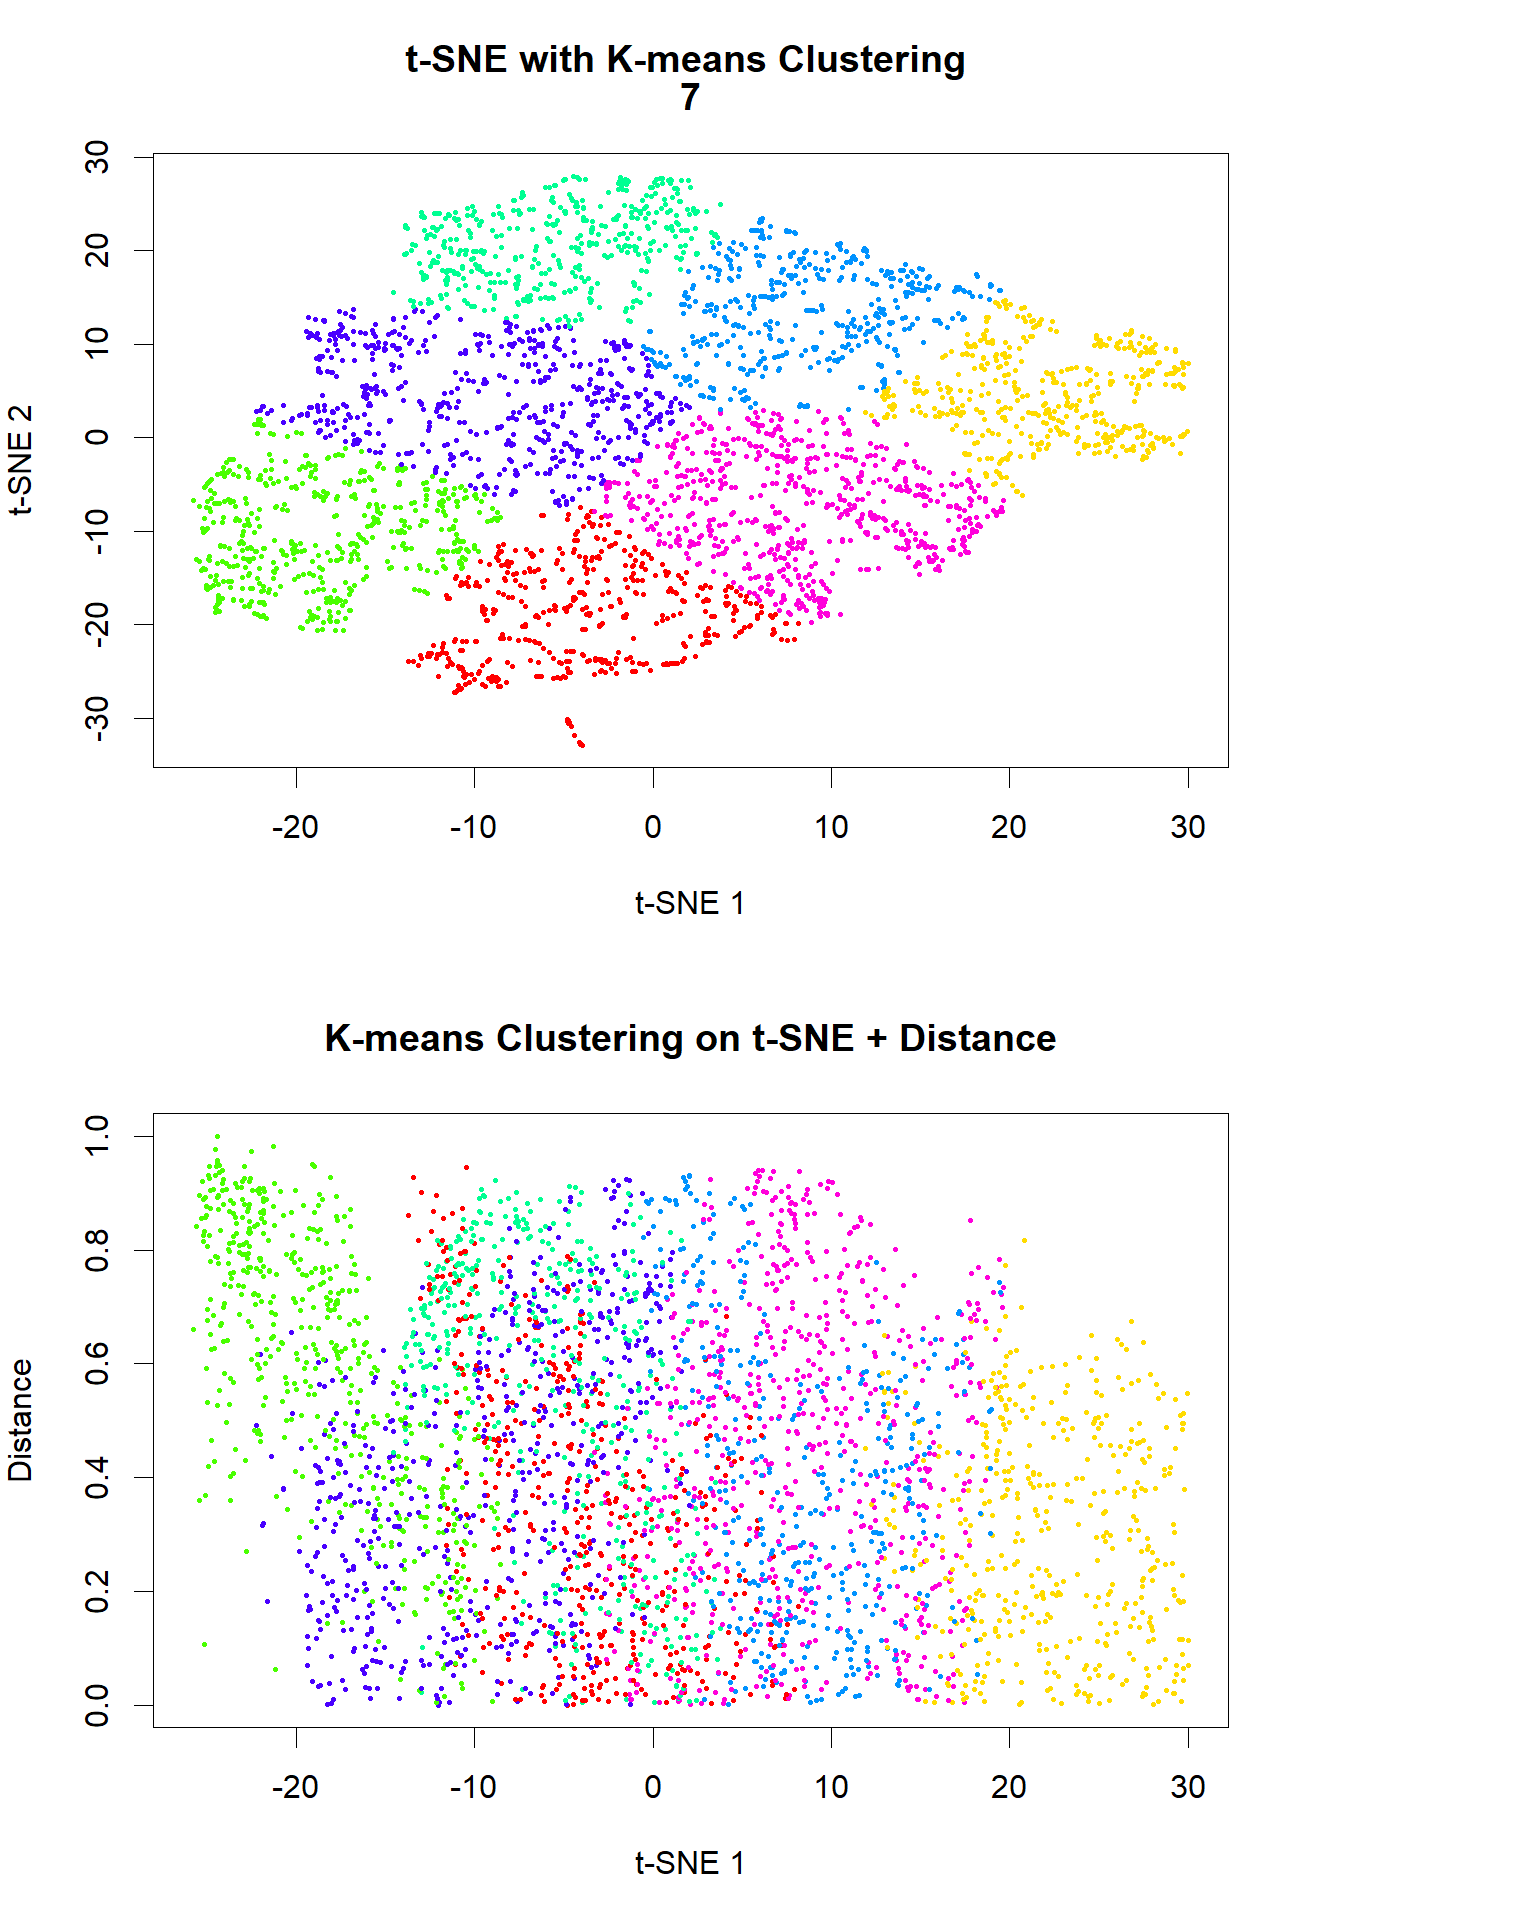 t-SNE with K-means Clustering
7
30
20
10
0
-10
-20
-30
t-SNE 2
-20 -10 0 10 20 30
t-SNE 1
K-means Clustering on t-SNE + Distance
1.0
0.8
0.6
0.4
0.2
0.0
Distance
-20 -10 0 10 20 30
t-SNE 1